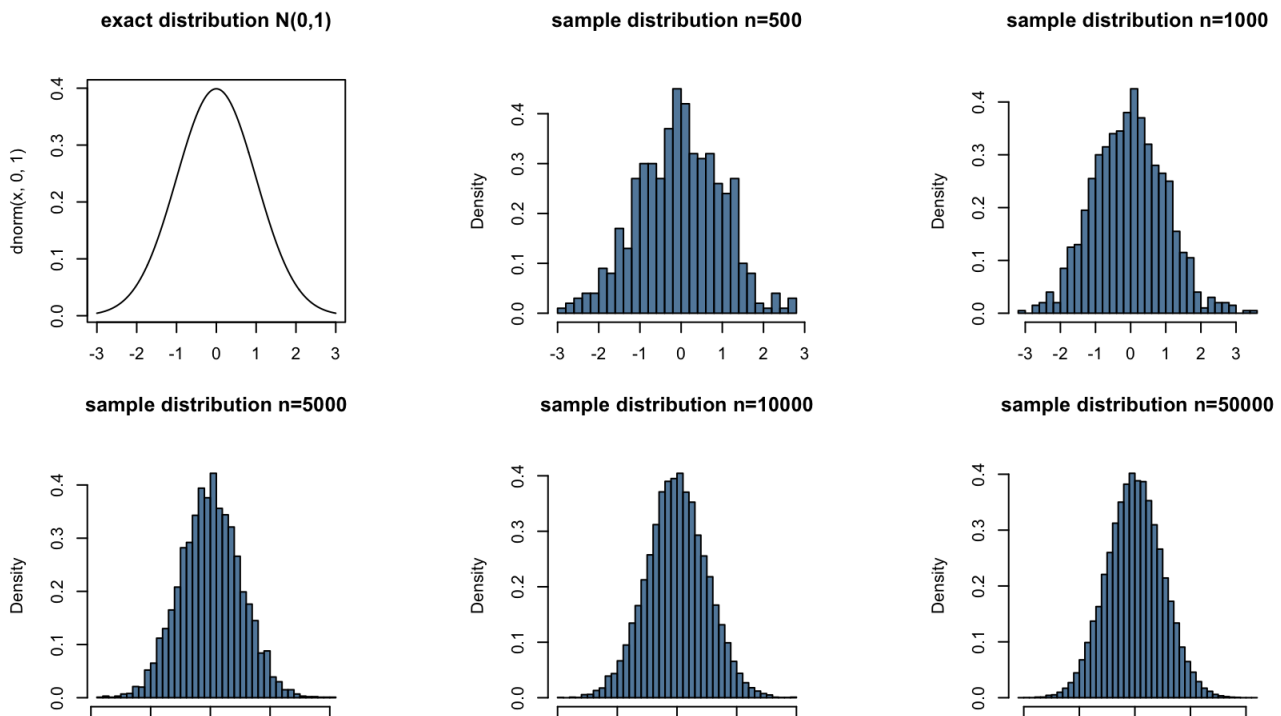 exact distribution N(0,1)
dnorm(x, 0, 1)
0.4
0.3
0.2
0.1
0.0
-3 -2 -1 0 1 2 3
sample distribution n=500
Density
0.4
0.3
0.2
0.1
0.0
-3 -2 -1 0 1 2 3
sample distribution n=1000
Density
0.4
0.3
0.2
0.1
0.0
-3 -2 -1 0 1 2 3
sample distribution n=5000
Density
0.4
0.3
0.2
0.1
0.0
sample distribution n=10000
Density
0.4
0.3
0.2
0.1
0.0
sample distribution n=50000
Density
0.4
0.3
0.2
0.1
0.0